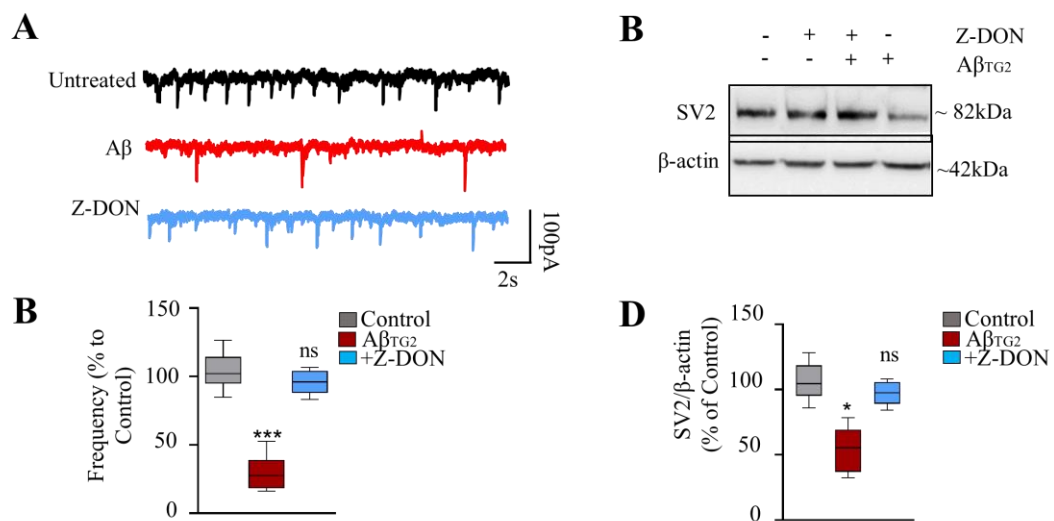 A
Untreated
Aβ
Z-DON
100pA
2s
B
- + + - Z-DON
- - + + AβTG2
SV2 ~ 82kDa
β-actin ~42kDa
B
Frequency (% to
Control)
150
100
50
0
***
ns
Control
AβTG2
+Z-DON
D
SV2/β-actin
(% of Control)
150
100
50
0
*
ns
Control
AβTG2
+Z-DON